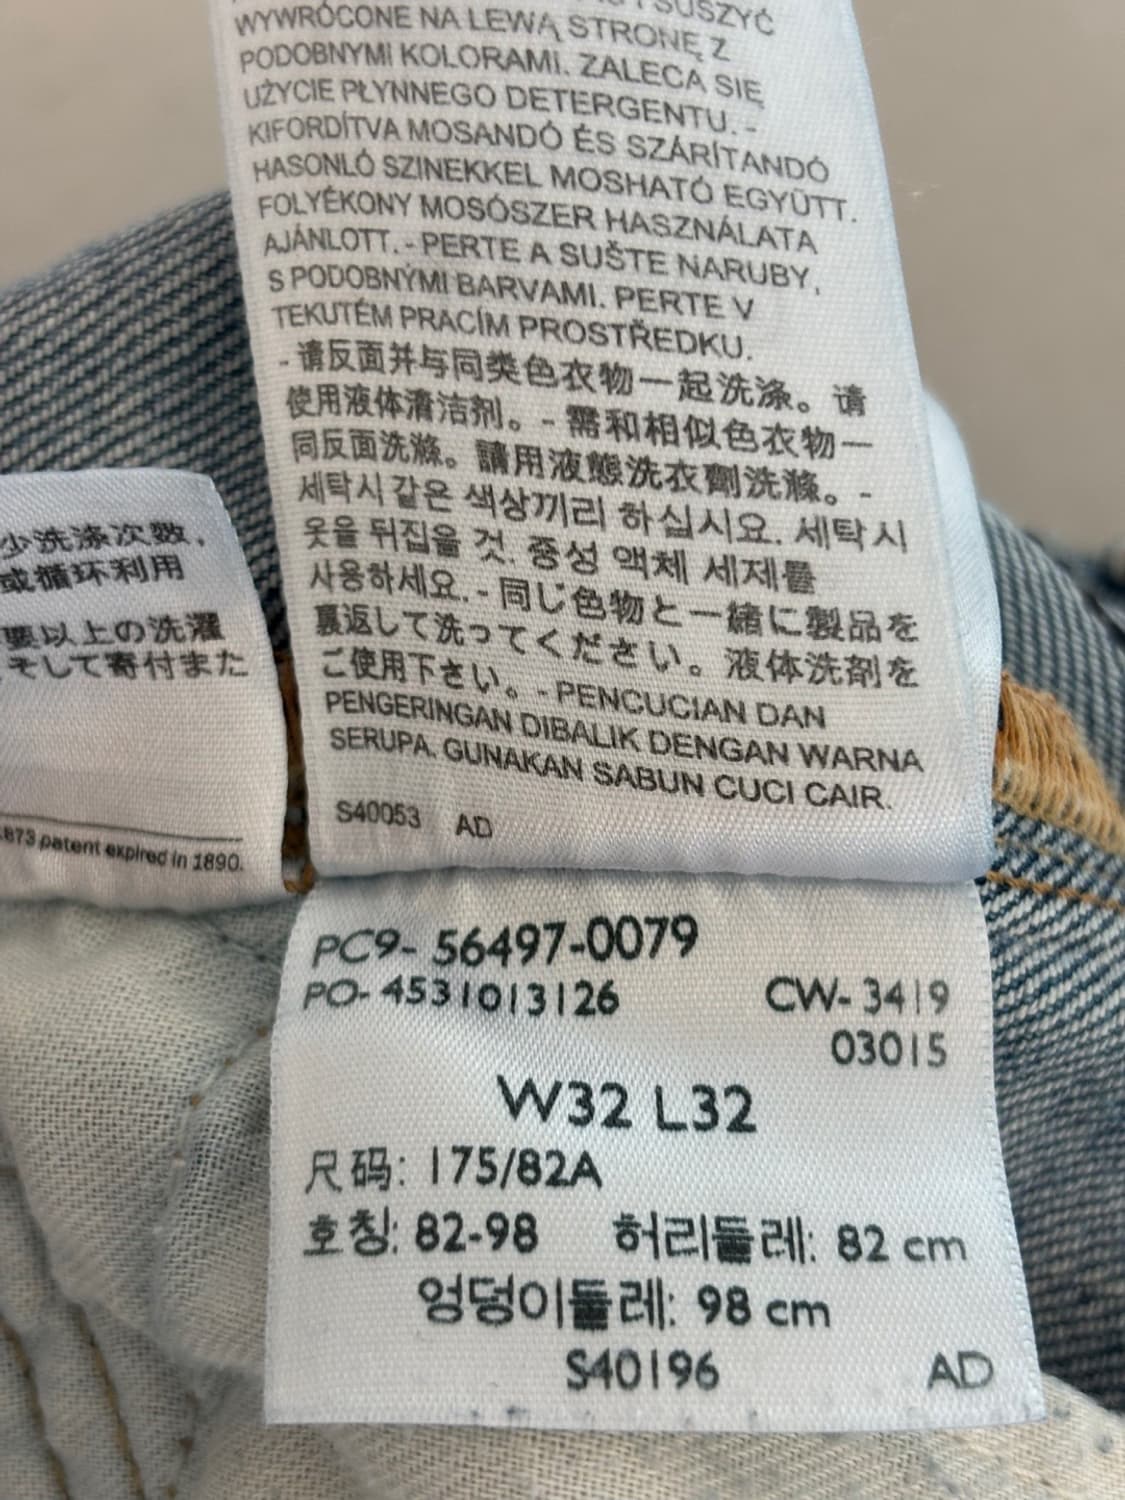 SUSZYĆ
WYWRÓCONE NA LEWĄ STRONĘ Z
PODOBNYMI KOLORAMI. ZALECA SIĘ
UŻYCIE PŁYNNEGO DETERGENTU. -
KIFORDÍTVA MOSANDÓ ÉS SZÁRÍTANDÓ
HASONLÓ SZINEKKEL MOSHATÓ EGYÜTT.
FOLYÉKONY MOSÓSZER HASZNÁLATA
AJÁNLOTT. - PERTE A SUŠTE NARUBY,
S PODOBNÝMI BARVAMI. PERTE V
TEKUTÉM PRACÍM PROSTŘEDKU.
- 请反面并与同类色衣物一起洗涤。请
使用液体清洁剂。- 需和相似色衣物一
同反面洗滌。請用液態洗衣劑洗滌。-
세탁시 같은 색상끼리 하십시요. 세탁시
옷을 뒤집을 것. 중성 액체 세제를
사용하세요. - 同じ色物と一緒に製品を
裏返して洗ってください。液体洗剤を
ご使用下さい。- PENCUCIAN DAN
PENGERINGAN DIBALIK DENGAN WARNA
SERUPA. GUNAKAN SABUN CUCI CAIR.
S40053 AD
少洗涤次数，
或循环利用
要以上の洗濯
そして寄付また
873 patent expired in 1890.
PC9- 56497-0079
PO- 4531013126 CW- 3419
03015
W32 L32
尺码: 175/82A
호칭: 82-98 허리둘레: 82 cm
엉덩이둘레: 98 cm
S40196 AD